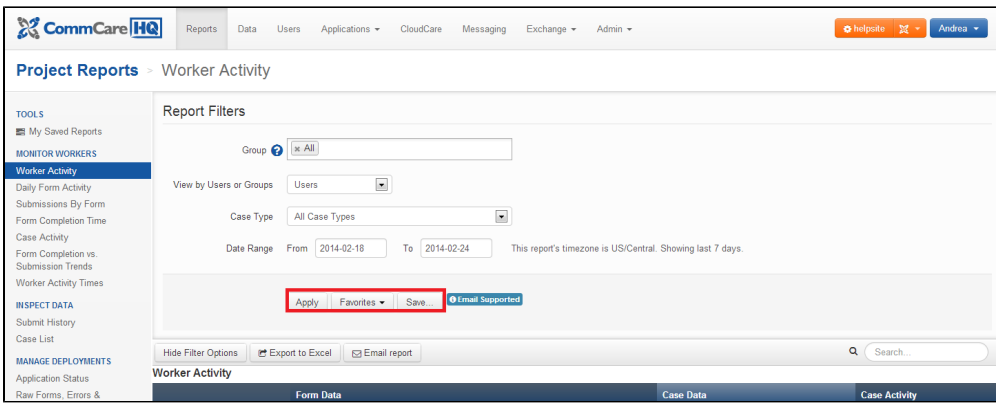 CommCare HQ
Reports Data Users Applications CloudCare Messaging Exchange Admin
helpsite
Andrea
Project Reports > Worker Activity
TOOLS
My Saved Reports
MONITOR WORKERS
Worker Activity
Daily Form Activity
Submissions By Form
Form Completion Time
Case Activity
Form Completion vs.
Submission Trends
Worker Activity Times
INSPECT DATA
Submit History
Case List
MANAGE DEPLOYMENTS
Application Status
Raw Forms, Errors &
Report Filters
Group ? x All
View by Users or Groups Users
Case Type All Case Types
Date Range From 2014-02-18 To 2014-02-24 This report's timezone is US/Central. Showing last 7 days.
Apply Favorites Save... Email Supported
Hide Filter Options Export to Excel Email report Search...
Worker Activity
Form Data Case Data Case Activity